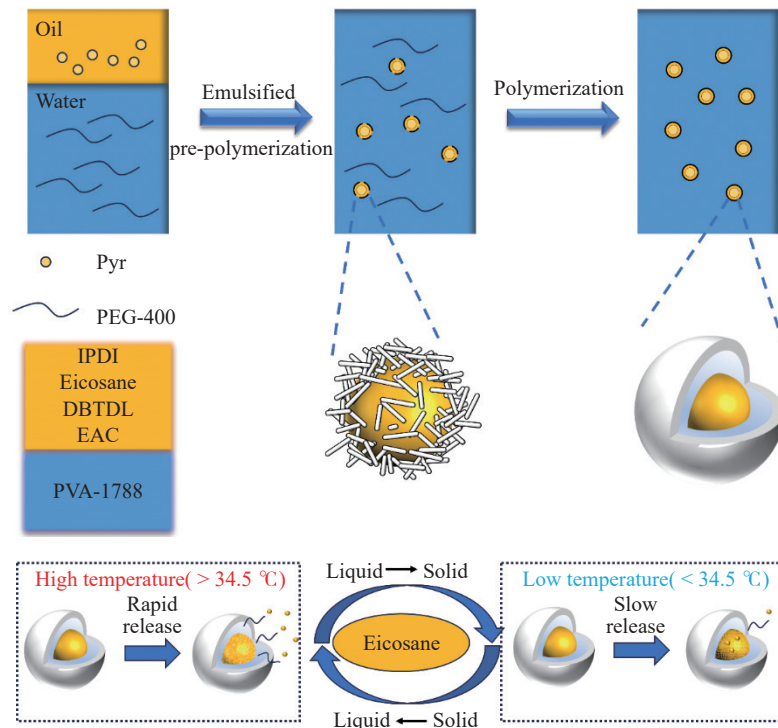 Oil
Water
Emulsified
pre-polymerization
Polymerization
Pyr
PEG-400
IPDI
Eicosane
DBTDL
EAC
PVA-1788
High temperature( > 34.5 ℃)
Rapid
release
Liquid → Solid
Eicosane
Liquid ← Solid
Low temperature( < 34.5 ℃)
Slow
release